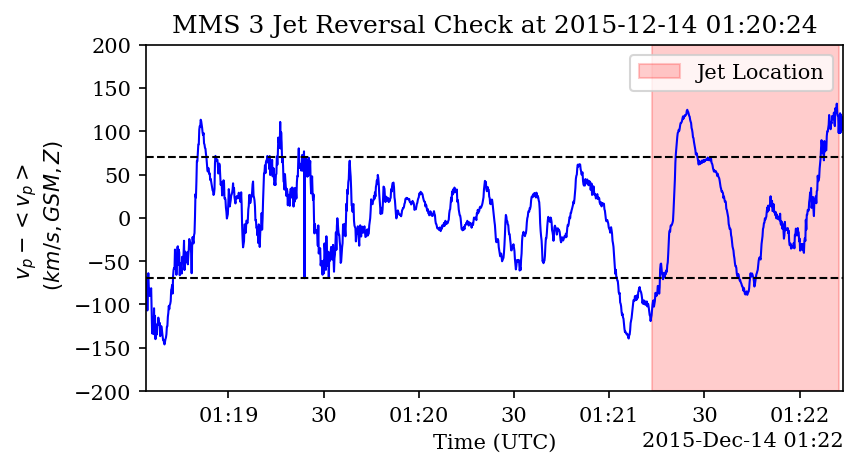 MMS 3 Jet Reversal Check at 2015-12-14 01:20:24
200
150
100
50
0
−50
−100
−150
−200
v_p − < v_p >
(km/s, GSM, Z)
Jet Location
01:19 30 01:20 30 01:21 30 01:22
Time (UTC)
2015-Dec-14 01:22